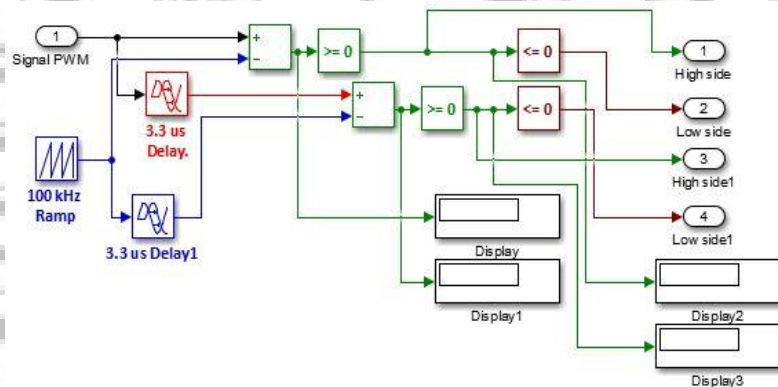 1
Signal PWM
+
−
>= 0
<= 0
1
High side
3.3 us
Delay.
+
−
>= 0
<= 0
2
Low side
3
High side1
100 kHz
Ramp
3.3 us Delay1
4
Low side1
Display
Display1
Display2
Display3